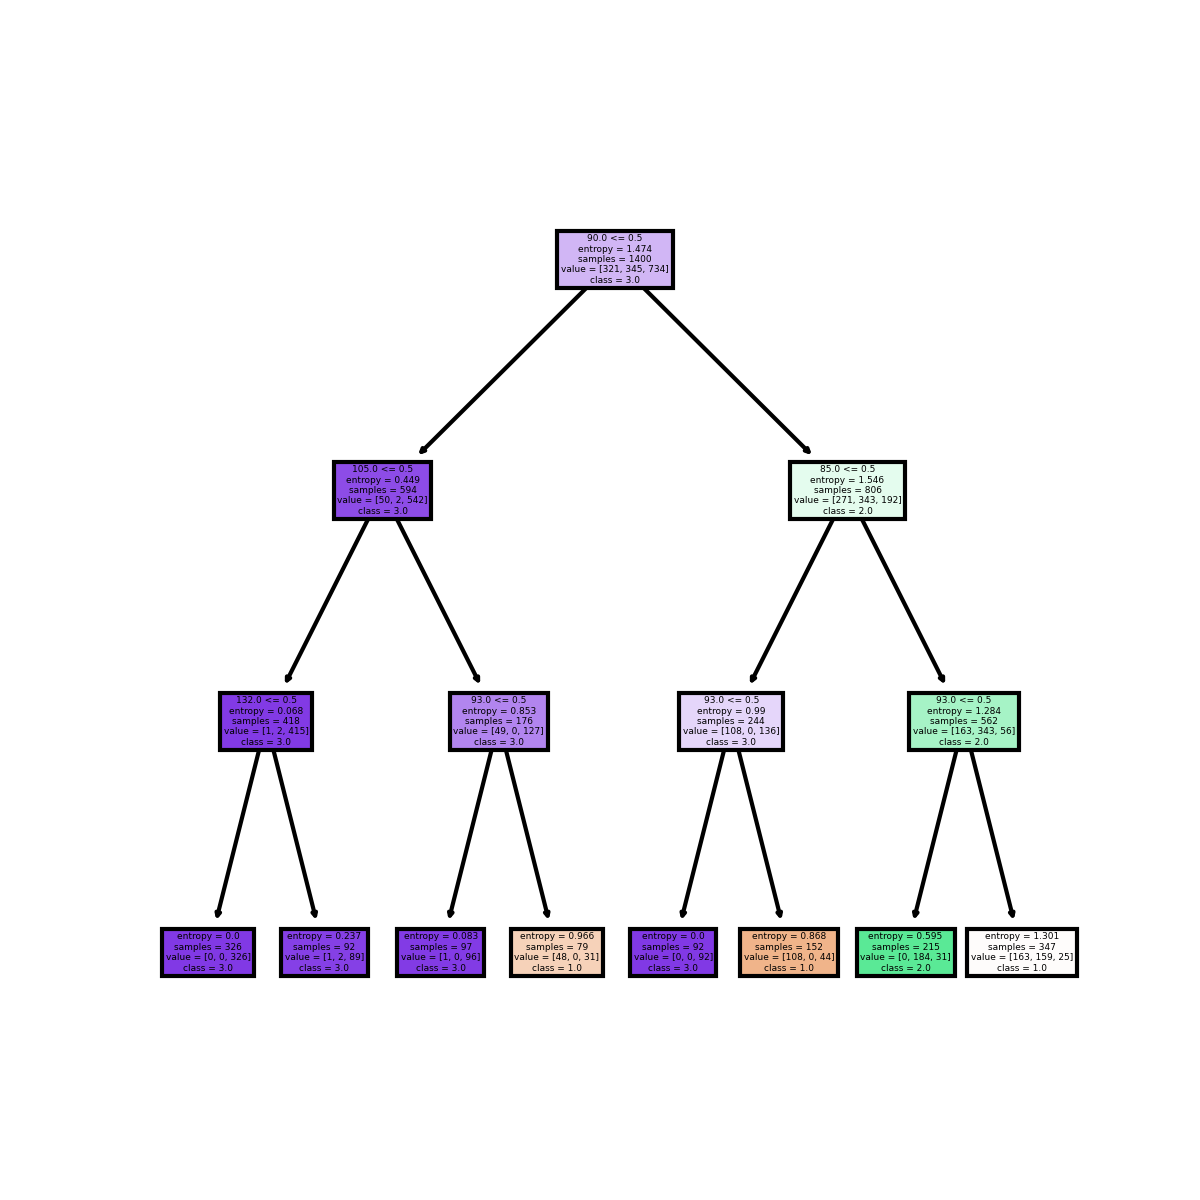 90.0 <= 0.5
entropy = 1.474
samples = 1400
value = [321, 345, 734]
class = 3.0
105.0 <= 0.5
entropy = 0.449
samples = 594
value = [50, 2, 542]
class = 3.0
85.0 <= 0.5
entropy = 1.546
samples = 806
value = [271, 343, 192]
class = 2.0
132.0 <= 0.5
entropy = 0.068
samples = 418
value = [1, 2, 415]
class = 3.0
93.0 <= 0.5
entropy = 0.853
samples = 176
value = [49, 0, 127]
class = 3.0
93.0 <= 0.5
entropy = 0.99
samples = 244
value = [108, 0, 136]
class = 3.0
93.0 <= 0.5
entropy = 1.284
samples = 562
value = [163, 343, 56]
class = 2.0
entropy = 0.0
samples = 326
value = [0, 0, 326]
class = 3.0
entropy = 0.237
samples = 92
value = [1, 2, 89]
class = 3.0
entropy = 0.083
samples = 97
value = [1, 0, 96]
class = 3.0
entropy = 0.966
samples = 79
value = [48, 0, 31]
class = 1.0
entropy = 0.0
samples = 92
value = [0, 0, 92]
class = 3.0
entropy = 0.868
samples = 152
value = [108, 0, 44]
class = 1.0
entropy = 0.595
samples = 215
value = [0, 184, 31]
class = 2.0
entropy = 1.301
samples = 347
value = [163, 159, 25]
class = 1.0